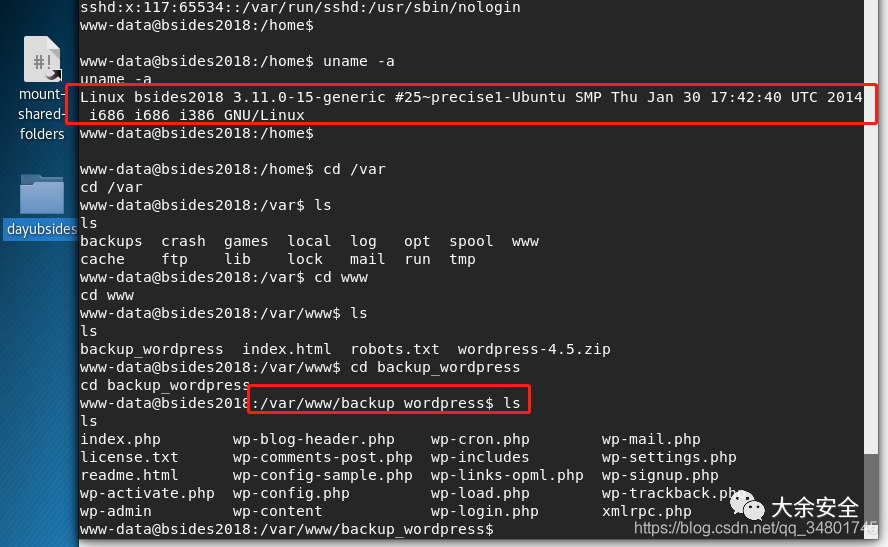 sshd:x:117:65534::/var/run/sshd:/usr/sbin/nologin
www-data@bsides2018:/home$
www-data@bsides2018:/home$ uname -a
uname -a
Linux bsides2018 3.11.0-15-generic #25~precise1-Ubuntu SMP Thu Jan 30 17:42:40 UTC 2014
i686 i686 i386 GNU/Linux
www-data@bsides2018:/home$
www-data@bsides2018:/home$ cd /var
cd /var
www-data@bsides2018:/var$ ls
ls
backups crash games local log opt spool www
cache ftp lib lock mail run tmp
www-data@bsides2018:/var$ cd www
cd www
www-data@bsides2018:/var/www$ ls
ls
backup_wordpress index.html robots.txt wordpress-4.5.zip
www-data@bsides2018:/var/www$ cd backup_wordpress
cd backup_wordpress
www-data@bsides2018:/var/www/backup_wordpress$ ls
ls
index.php wp-blog-header.php wp-cron.php wp-mail.php
license.txt wp-comments-post.php wp-includes wp-settings.php
readme.html wp-config-sample.php wp-links-opml.php wp-signup.php
wp-activate.php wp-config.php wp-load.php wp-trackback.php
wp-admin wp-content wp-login.php xmlrpc.php
www-data@bsides2018:/var/www/backup_wordpress$
#!
mount-
shared-
folders
dayubsides
大余安全
https://blog.csdn.net/qq_34801745